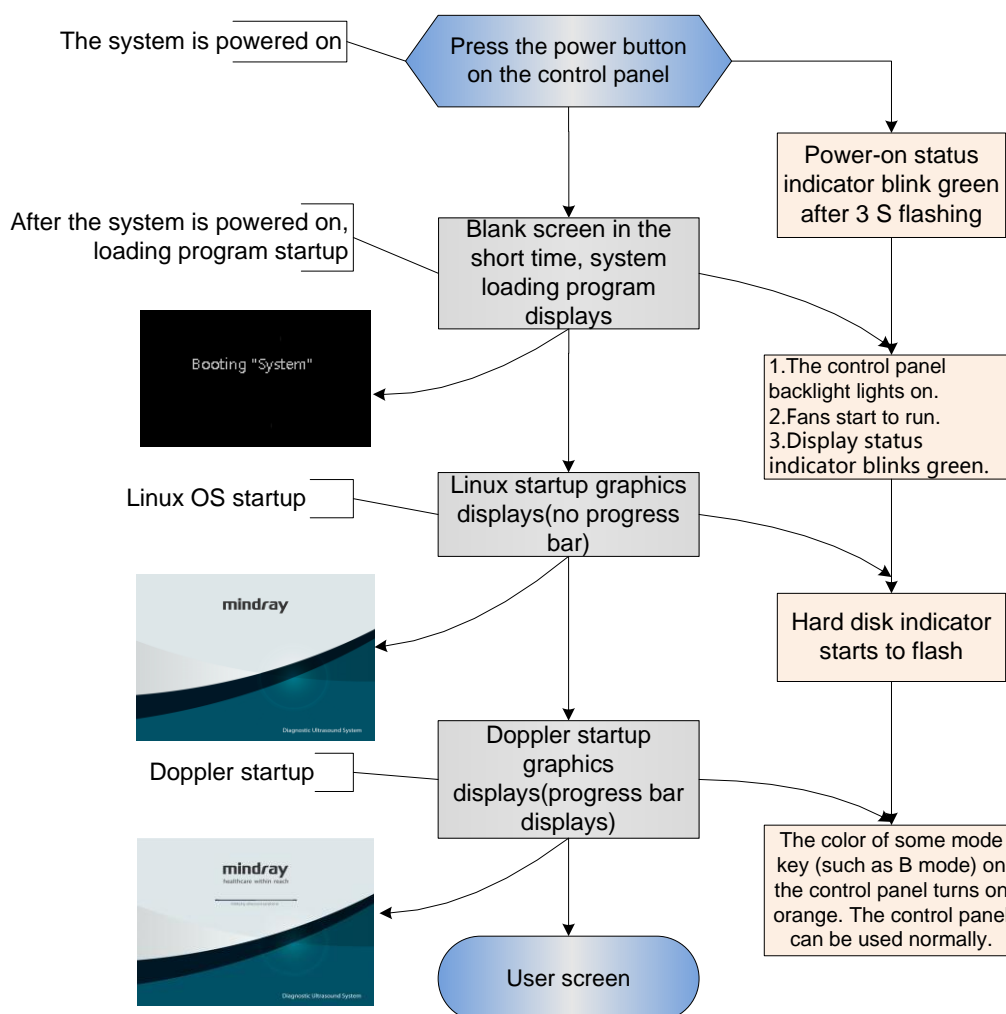 The system is powered on
Press the power button
on the control panel
Power-on status
indicator blink green
after 3 S flashing
After the system is powered on,
loading program startup
Blank screen in the
short time, system
loading program
displays
Booting "System"
1.The control panel
backlight lights on.
2.Fans start to run.
3.Display status
indicator blinks green.
Linux OS startup
Linux startup graphics
displays(no progress
bar)
mindray
Diagnostic Ultrasound System
Hard disk indicator
starts to flash
Doppler startup
Doppler startup
graphics
displays(progress bar
displays)
mindray
healthcare within reach
Diagnostic Ultrasound System
The color of some mode
key (such as B mode) on
the control panel turns on
orange. The control panel
can be used normally.
User screen